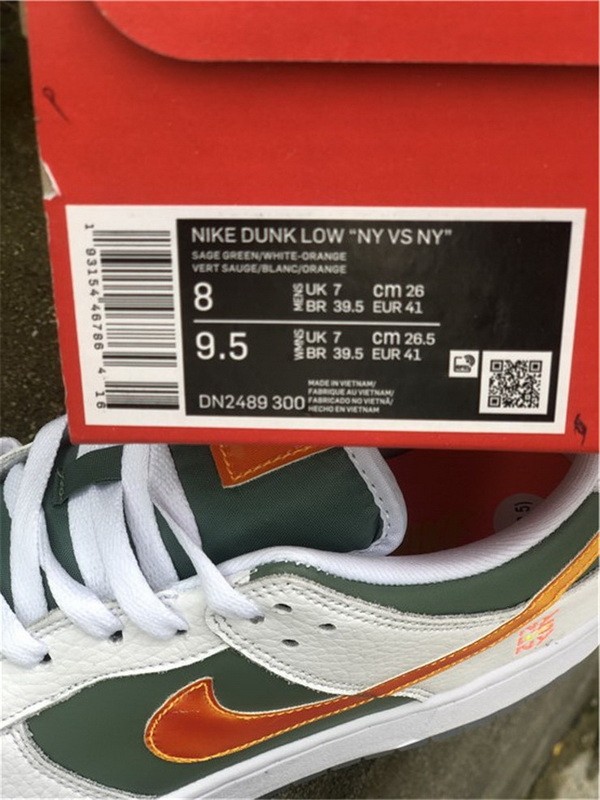 NIKE DUNK LOW “NY VS NY”
SAGE GREEN/WHITE-ORANGE
VERT SAUGE/BLANC/ORANGE
8 MENS UK 7 cm 26
BR 39.5 EUR 41
9.5 WMNS UK 7 cm 26.5
BR 39.5 EUR 41
DN2489 300
MADE IN VIETNAM/
FABRIQUE AU VIETNAM/
FABRICADO NO VIETNÃ/
HECHO EN VIETNAM
1 93154 46786 4 16